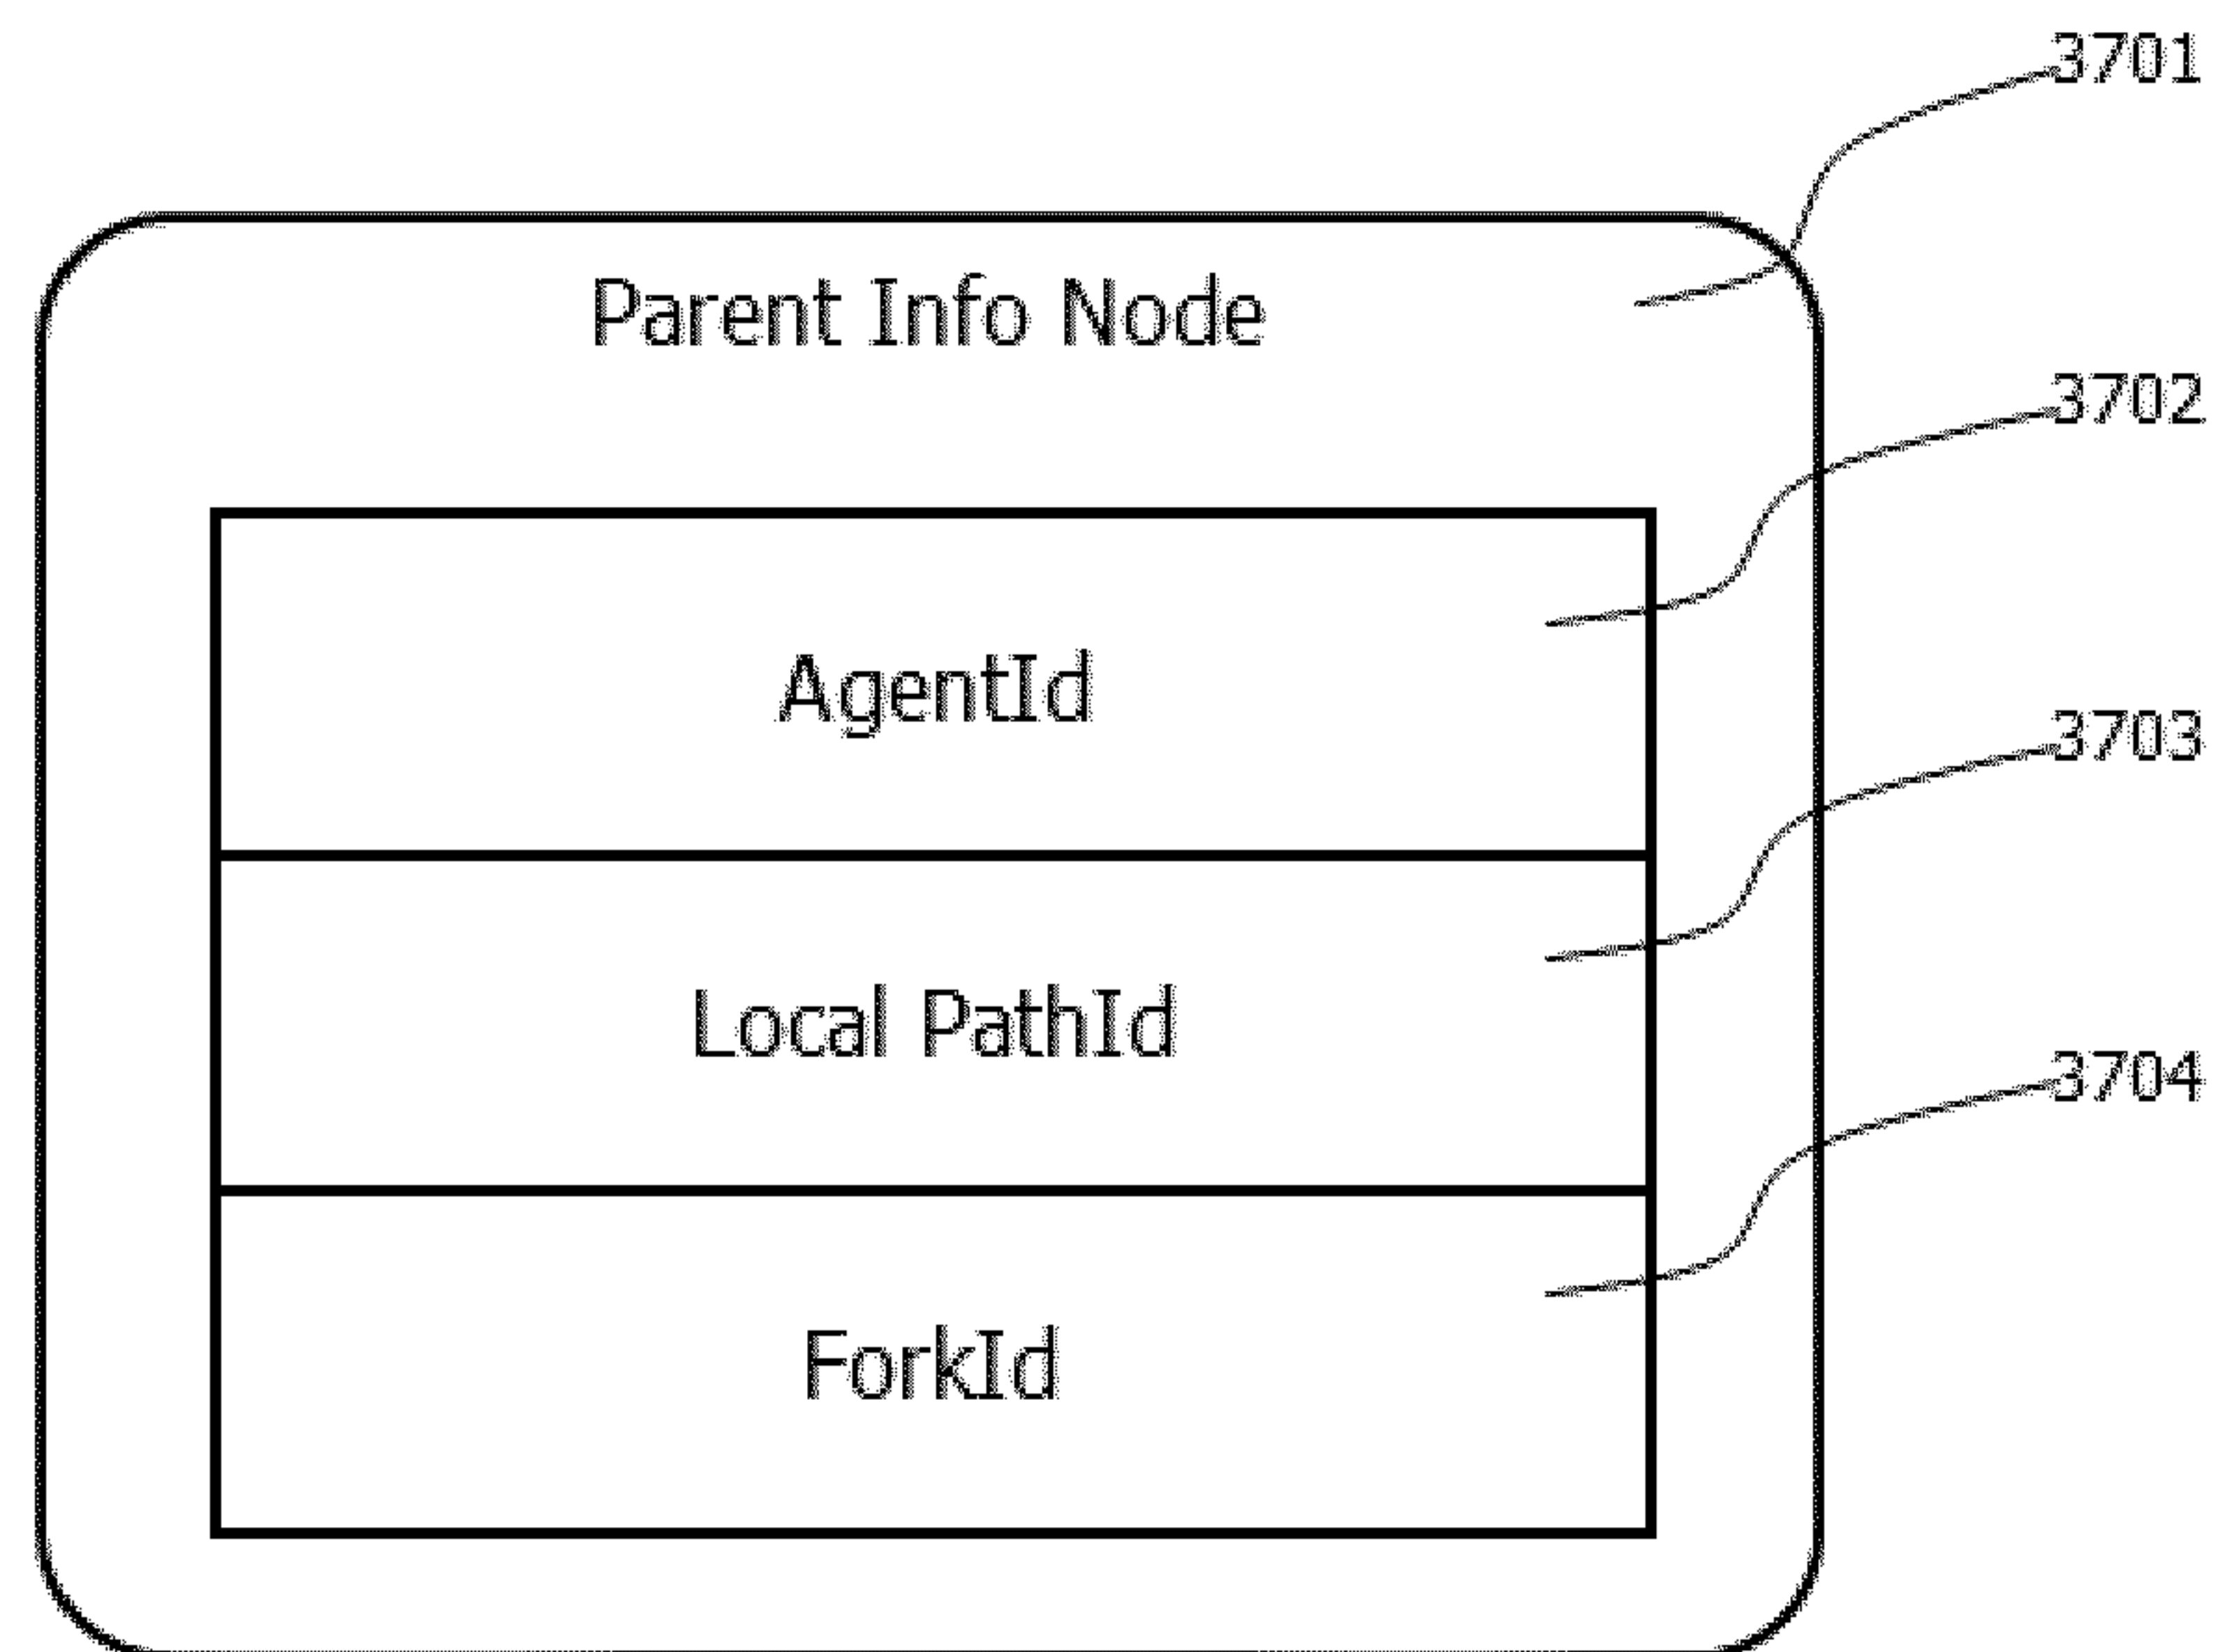 3701
Parent Info Node
3702
AgentId
3703
Local PathId
3704
ForkId